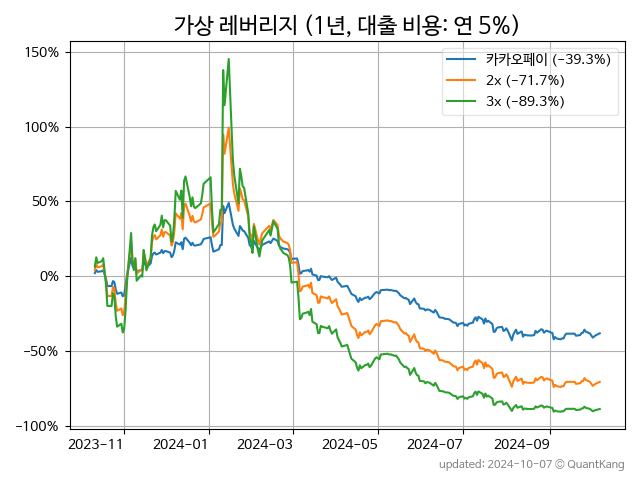 가상 레버리지 (1년, 대출 비용: 연 5%)
150%
100%
50%
0%
−50%
−100%
카카오페이 (-39.3%)
2x (-71.7%)
3x (-89.3%)
2023-11
2024-01
2024-03
2024-05
2024-07
2024-09
updated: 2024-10-07 © QuantKang